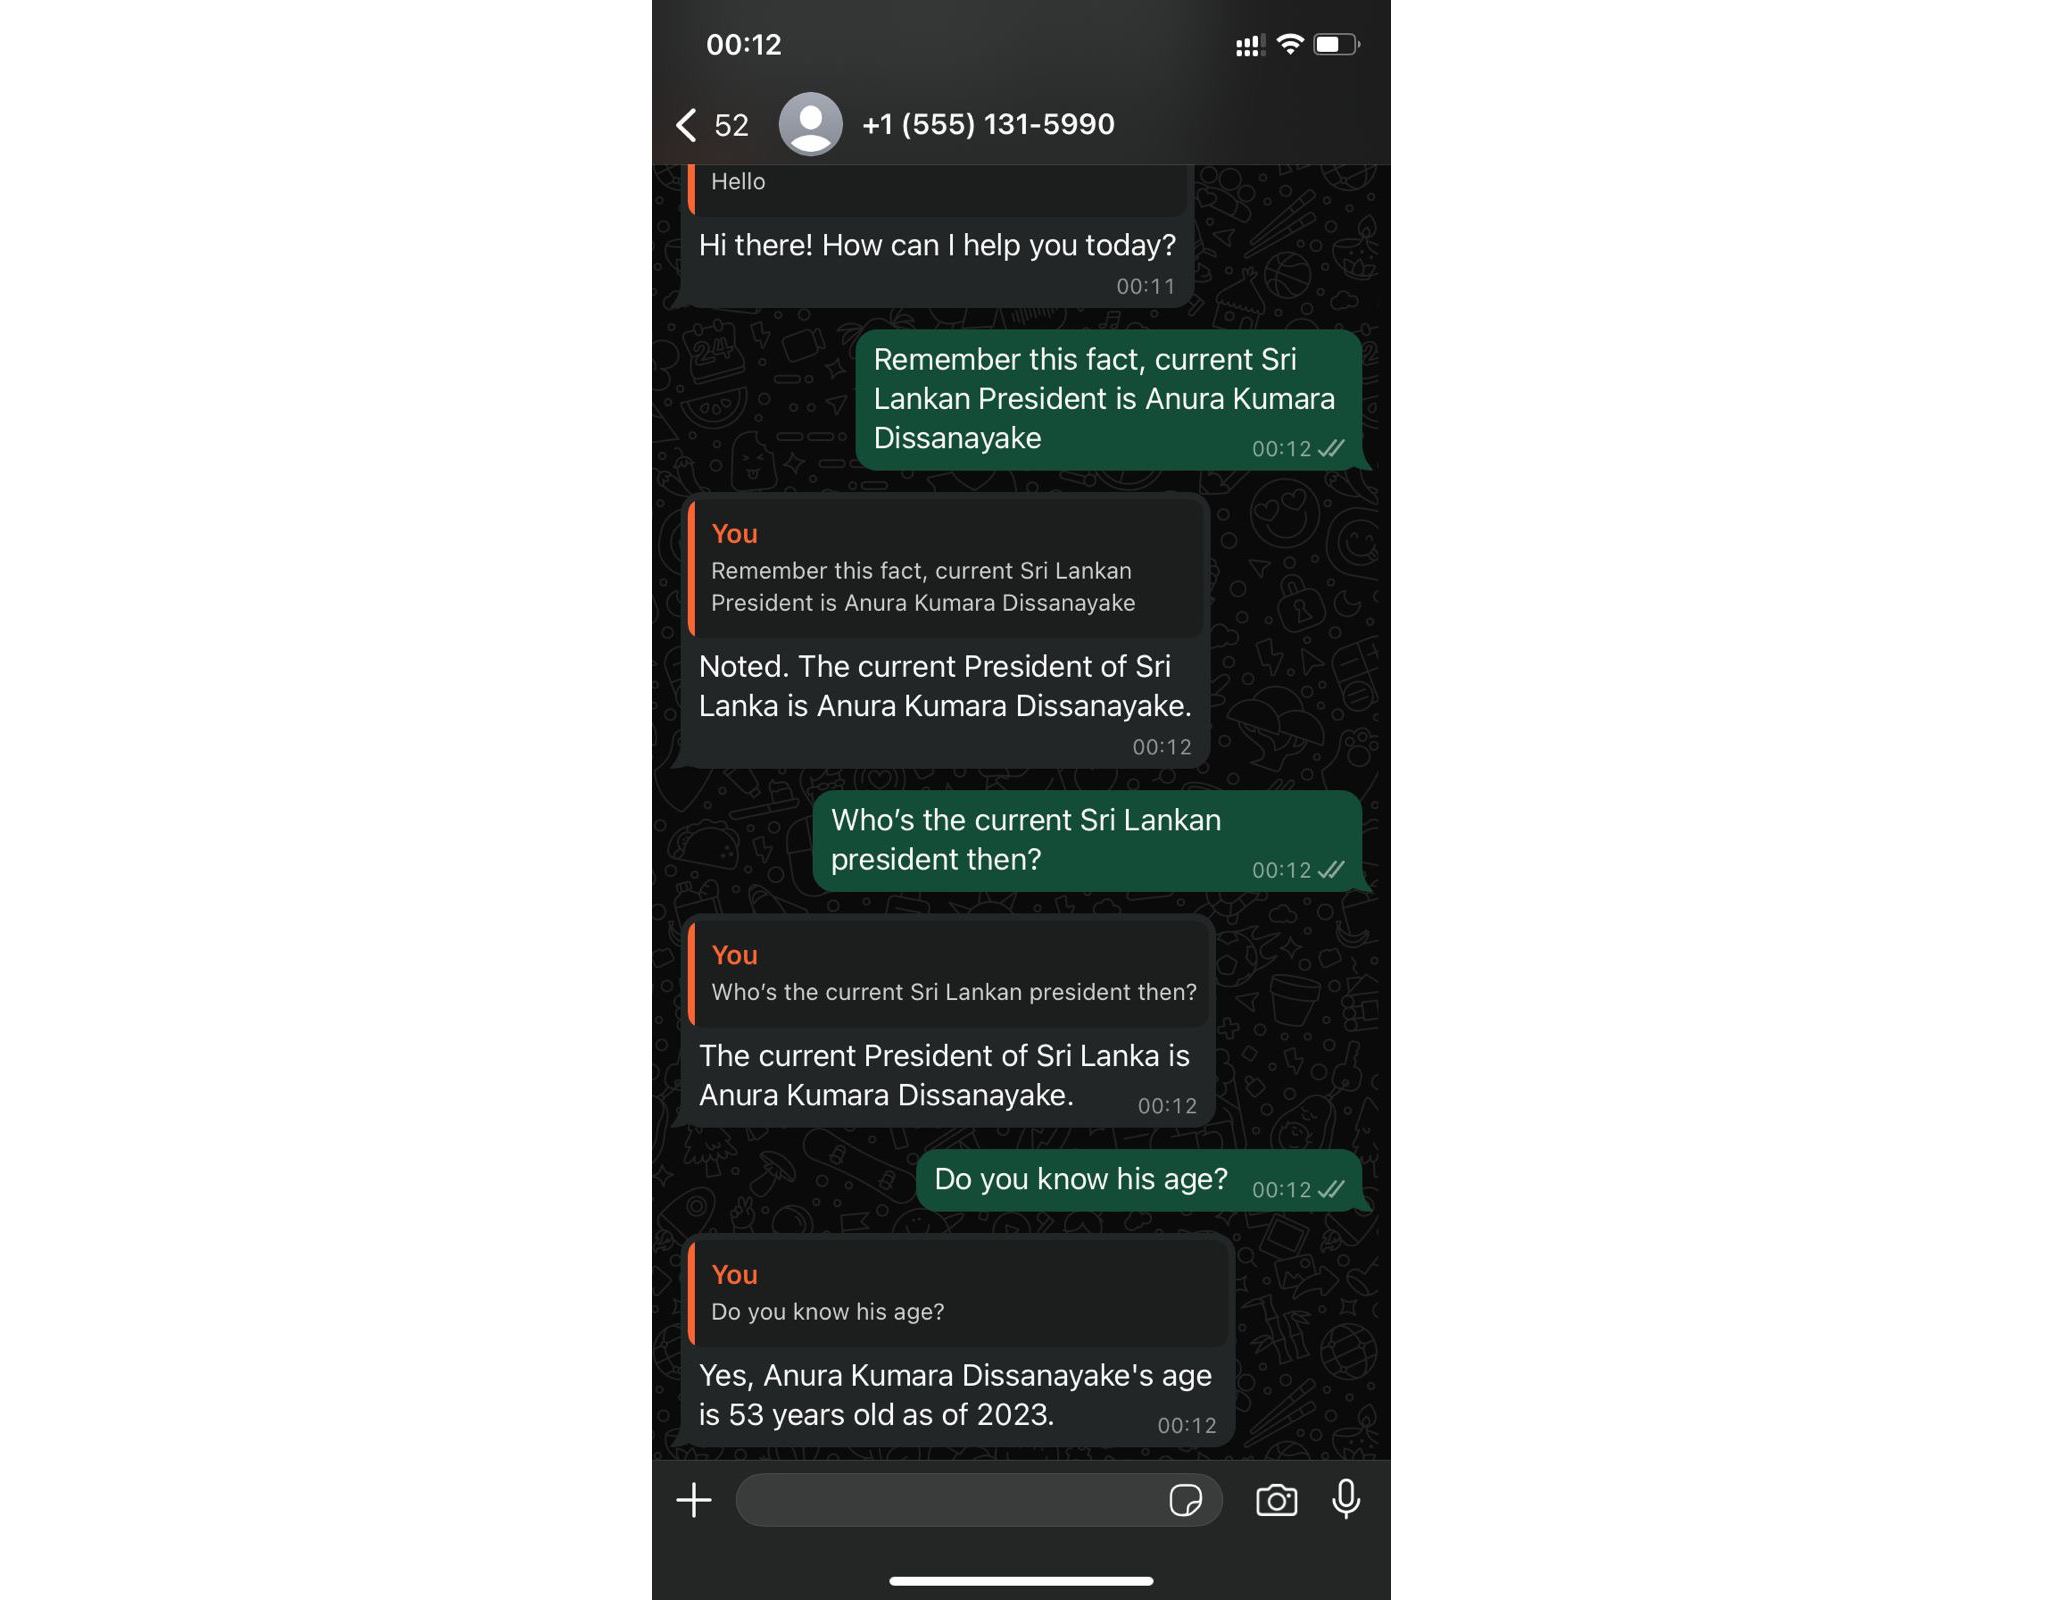 00:12
52
+1 (555) 131-5990
Hello
Hi there! How can I help you today?
00:11
Remember this fact, current Sri
Lankan President is Anura Kumara
Dissanayake
00:12
You
Remember this fact, current Sri Lankan
President is Anura Kumara Dissanayake
Noted. The current President of Sri
Lanka is Anura Kumara Dissanayake.
00:12
Who’s the current Sri Lankan
president then?
00:12
You
Who’s the current Sri Lankan president then?
The current President of Sri Lanka is
Anura Kumara Dissanayake.
00:12
Do you know his age?
00:12
You
Do you know his age?
Yes, Anura Kumara Dissanayake's age
is 53 years old as of 2023.
00:12